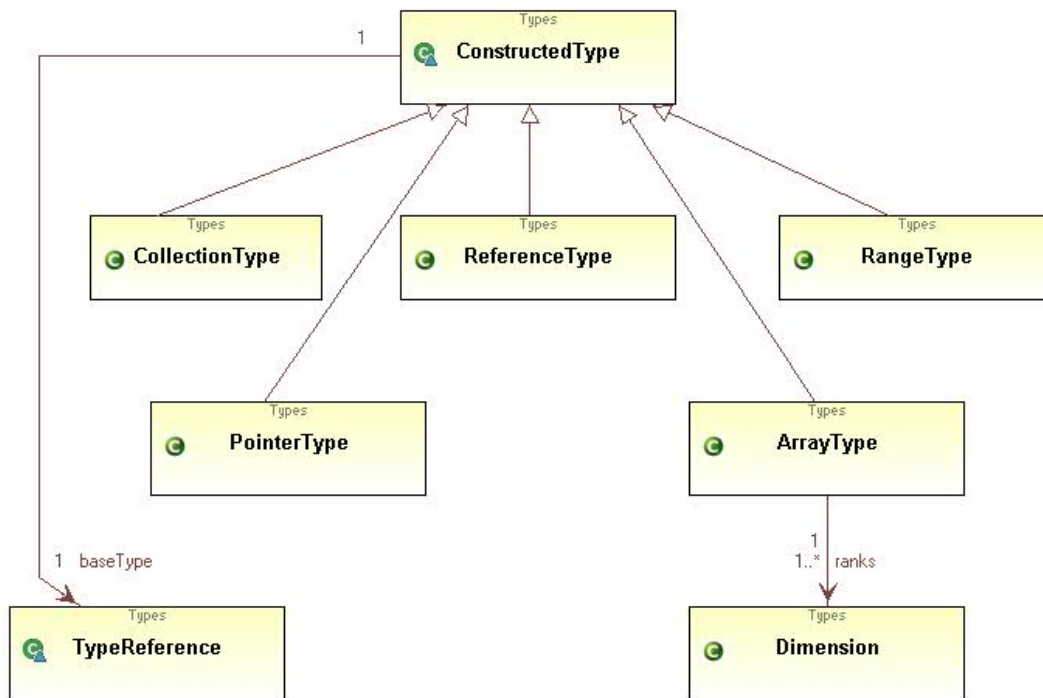 Types
1
ConstructedType
Types
Types
Types
CollectionType
ReferenceType
RangeType
Types
Types
PointerType
ArrayType
1
1 baseType
1..* ranks
Types
Types
TypeReference
Dimension